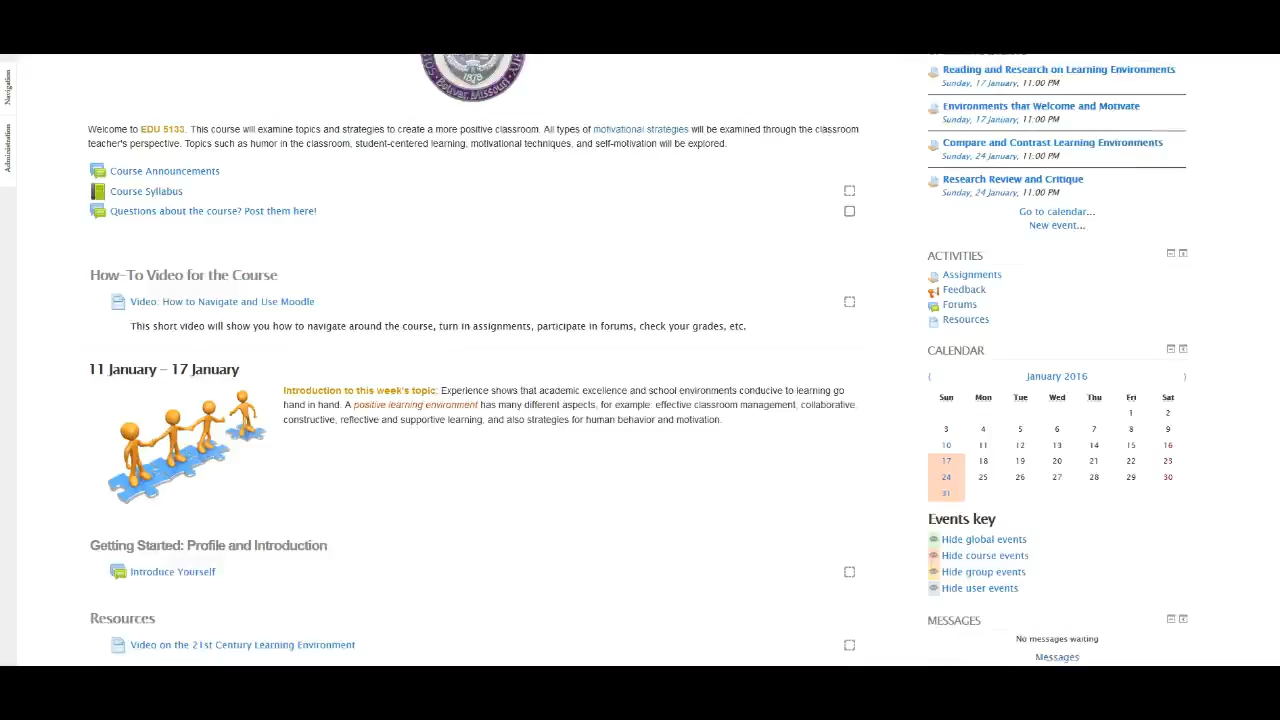 Navigation
Administration
1878
Bolivar, Missouri
Welcome to EDU 5133. This course will examine topics and strategies to create a more positive classroom. All types of motivational strategies will be examined through the classroom
teacher's perspective. Topics such as humor in the classroom, student-centered learning, motivational techniques, and self-motivation will be explored.
Course Announcements
Course Syllabus
Questions about the course? Post them here!
How-To Video for the Course
Video: How to Navigate and Use Moodle
This short video will show you how to navigate around the course, turn in assignments, participate in forums, check your grades, etc.
11 January - 17 January
Introduction to this week's topic: Experience shows that academic excellence and school environments conducive to learning go
hand in hand. A positive learning environment has many different aspects, for example: effective classroom management, collaborative,
constructive, reflective and supportive learning, and also strategies for human behavior and motivation.
Getting Started: Profile and Introduction
Introduce Yourself
Resources
Video on the 21st Century Learning Environment
Reading and Research on Learning Environments
Sunday, 17 January, 11:00 PM
Environments that Welcome and Motivate
Sunday, 17 January, 11:00 PM
Compare and Contrast Learning Environments
Sunday, 24 January, 11:00 PM
Research Review and Critique
Sunday, 24 January, 11:00 PM
Go to calendar...
New event...
ACTIVITIES
Assignments
Feedback
Forums
Resources
CALENDAR
January 2016
Sun Mon Tue Wed Thu Fri Sat
1 2
3 4 5 6 7 8 9
10 11 12 13 14 15 16
17 18 19 20 21 22 23
24 25 26 27 28 29 30
31
Events key
Hide global events
Hide course events
Hide group events
Hide user events
MESSAGES
No messages waiting
Messages